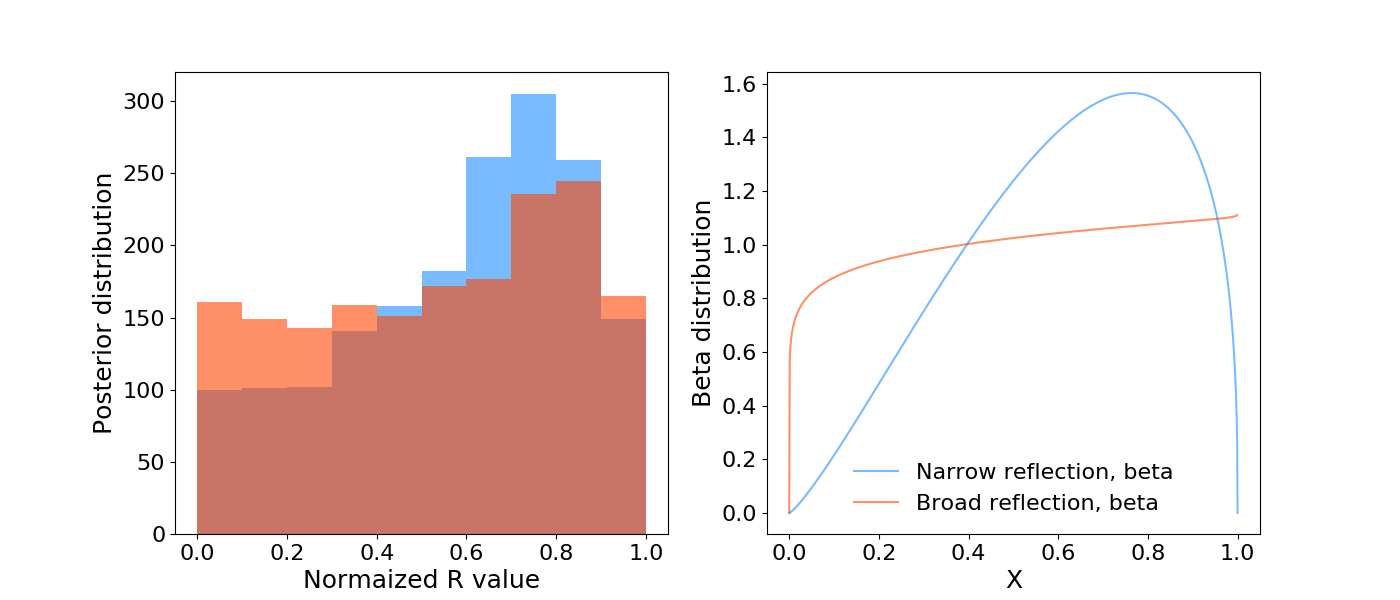 Posterior distribution
300
250
200
150
100
50
0
0.0 0.2 0.4 0.6 0.8 1.0
Normaized R value
Beta distribution
1.6
1.4
1.2
1.0
0.8
0.6
0.4
0.2
0.0
Narrow reflection, beta
Broad reflection, beta
0.0 0.2 0.4 0.6 0.8 1.0
X